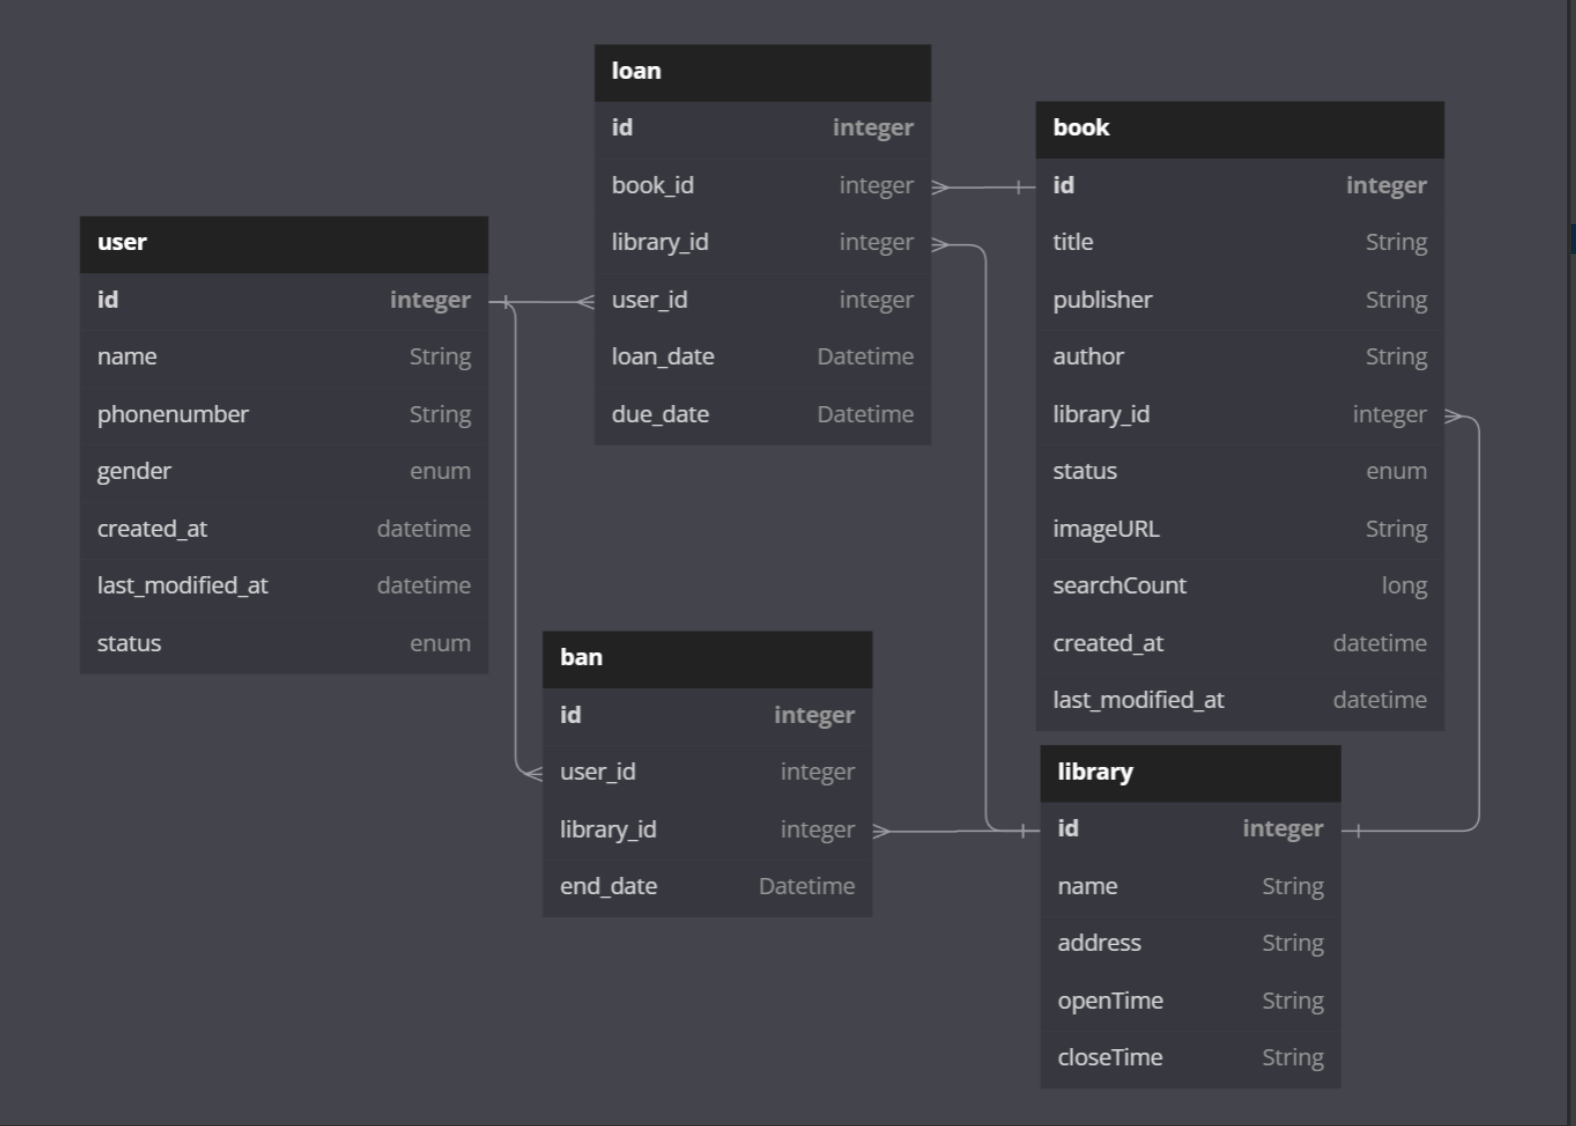 loan
id integer
book_id integer
library_id integer
user_id integer
loan_date Datetime
due_date Datetime
book
id integer
title String
publisher String
author String
library_id integer
status enum
imageURL String
searchCount long
created_at datetime
last_modified_at datetime
user
id integer
name String
phonenumber String
gender enum
created_at datetime
last_modified_at datetime
status enum
ban
id integer
user_id integer
library_id integer
end_date Datetime
library
id integer
name String
address String
openTime String
closeTime String